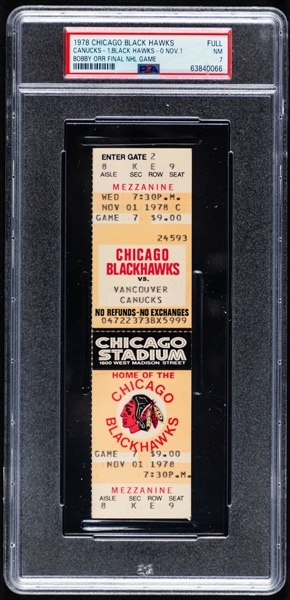 1978 CHICAGO BLACK HAWKS FULL
CANUCKS - 1,BLACK HAWKS - 0 NOV 1 NM
BOBBY ORR FINAL NHL GAME PSA 7
63840066
ENTER GATE 2
8 K E 9
AISLE SEC ROW SEAT
MEZZANINE
WED 7:30P.M.
NOV 01 1978 C
GAME 7 $9.00
24593
CHICAGO
BLACKHAWKS
vs.
VANCOUVER
CANUCKS
NO REFUNDS-NO EXCHANGES
047223738X5999
CHICAGO
STADIUM
1800 WEST MADISON STREET
HOME OF THE
CHICAGO
BLACKHAWKS
GAME 7 $9.00
NOV 01 1978
7:30P.M.
MEZZANINE
AISLE SEC ROW SEAT
8 K E 9